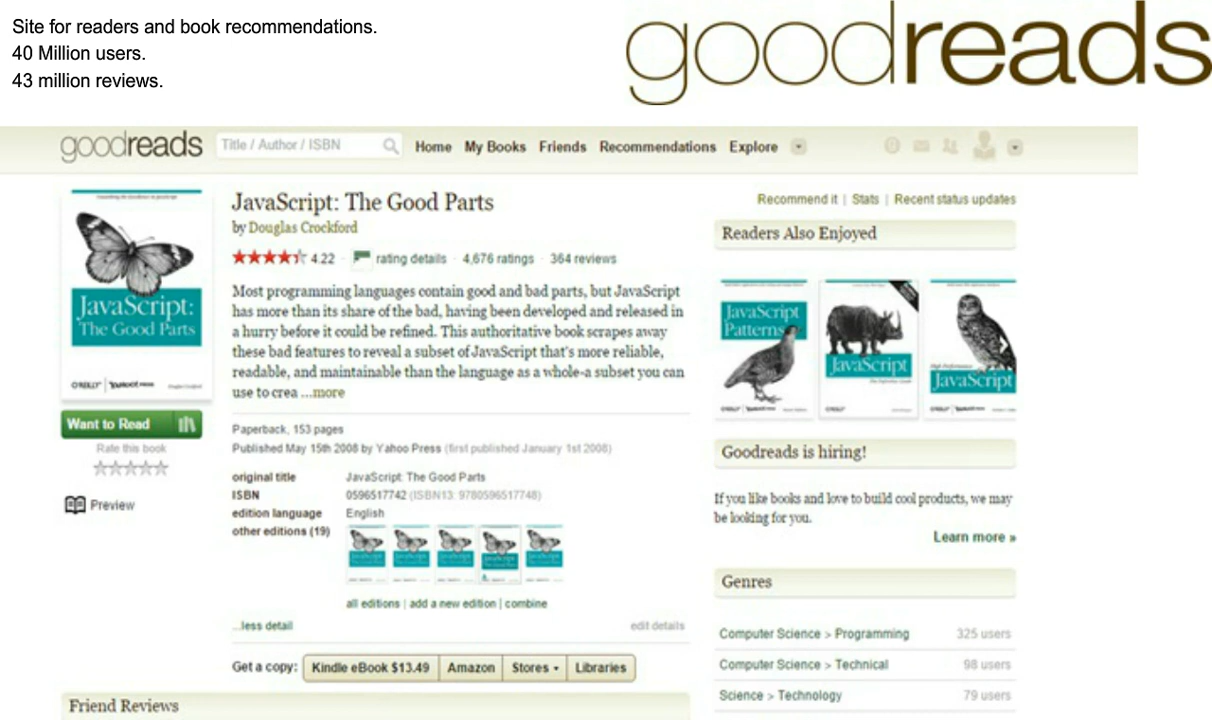 Site for readers and book recommendations.
40 Million users.
43 million reviews.
goodreads
goodreads
Title / Author / ISBN
Home My Books Friends Recommendations Explore
JavaScript:
The Good Parts
O'REILLY YAHOO! PRESS Douglas Crockford
Want to Read
Rate this book
Preview
JavaScript: The Good Parts
by Douglas Crockford
4.22 · rating details · 4,676 ratings · 364 reviews
Most programming languages contain good and bad parts, but JavaScript
has more than its share of the bad, having been developed and released in
a hurry before it could be refined. This authoritative book scrapes away
these bad features to reveal a subset of JavaScript that's more reliable,
readable, and maintainable than the language as a whole-a subset you can
use to crea ...more
Paperback, 153 pages
Published May 15th 2008 by Yahoo Press (first published January 1st 2008)
original title JavaScript: The Good Parts
ISBN 0596517742 (ISBN13: 9780596517748)
edition language English
other editions (19)
all editions | add a new edition | combine
...less detail edit details
Get a copy: Kindle eBook $13.49 Amazon Stores Libraries
Friend Reviews
Recommend it | Stats | Recent status updates
Readers Also Enjoyed
JavaScript
Patterns
JavaScript
High Performance
JavaScript
Goodreads is hiring!
If you like books and love to build cool products, we may
be looking for you.
Learn more »
Genres
Computer Science > Programming 325 users
Computer Science > Technical 98 users
Science > Technology 79 users